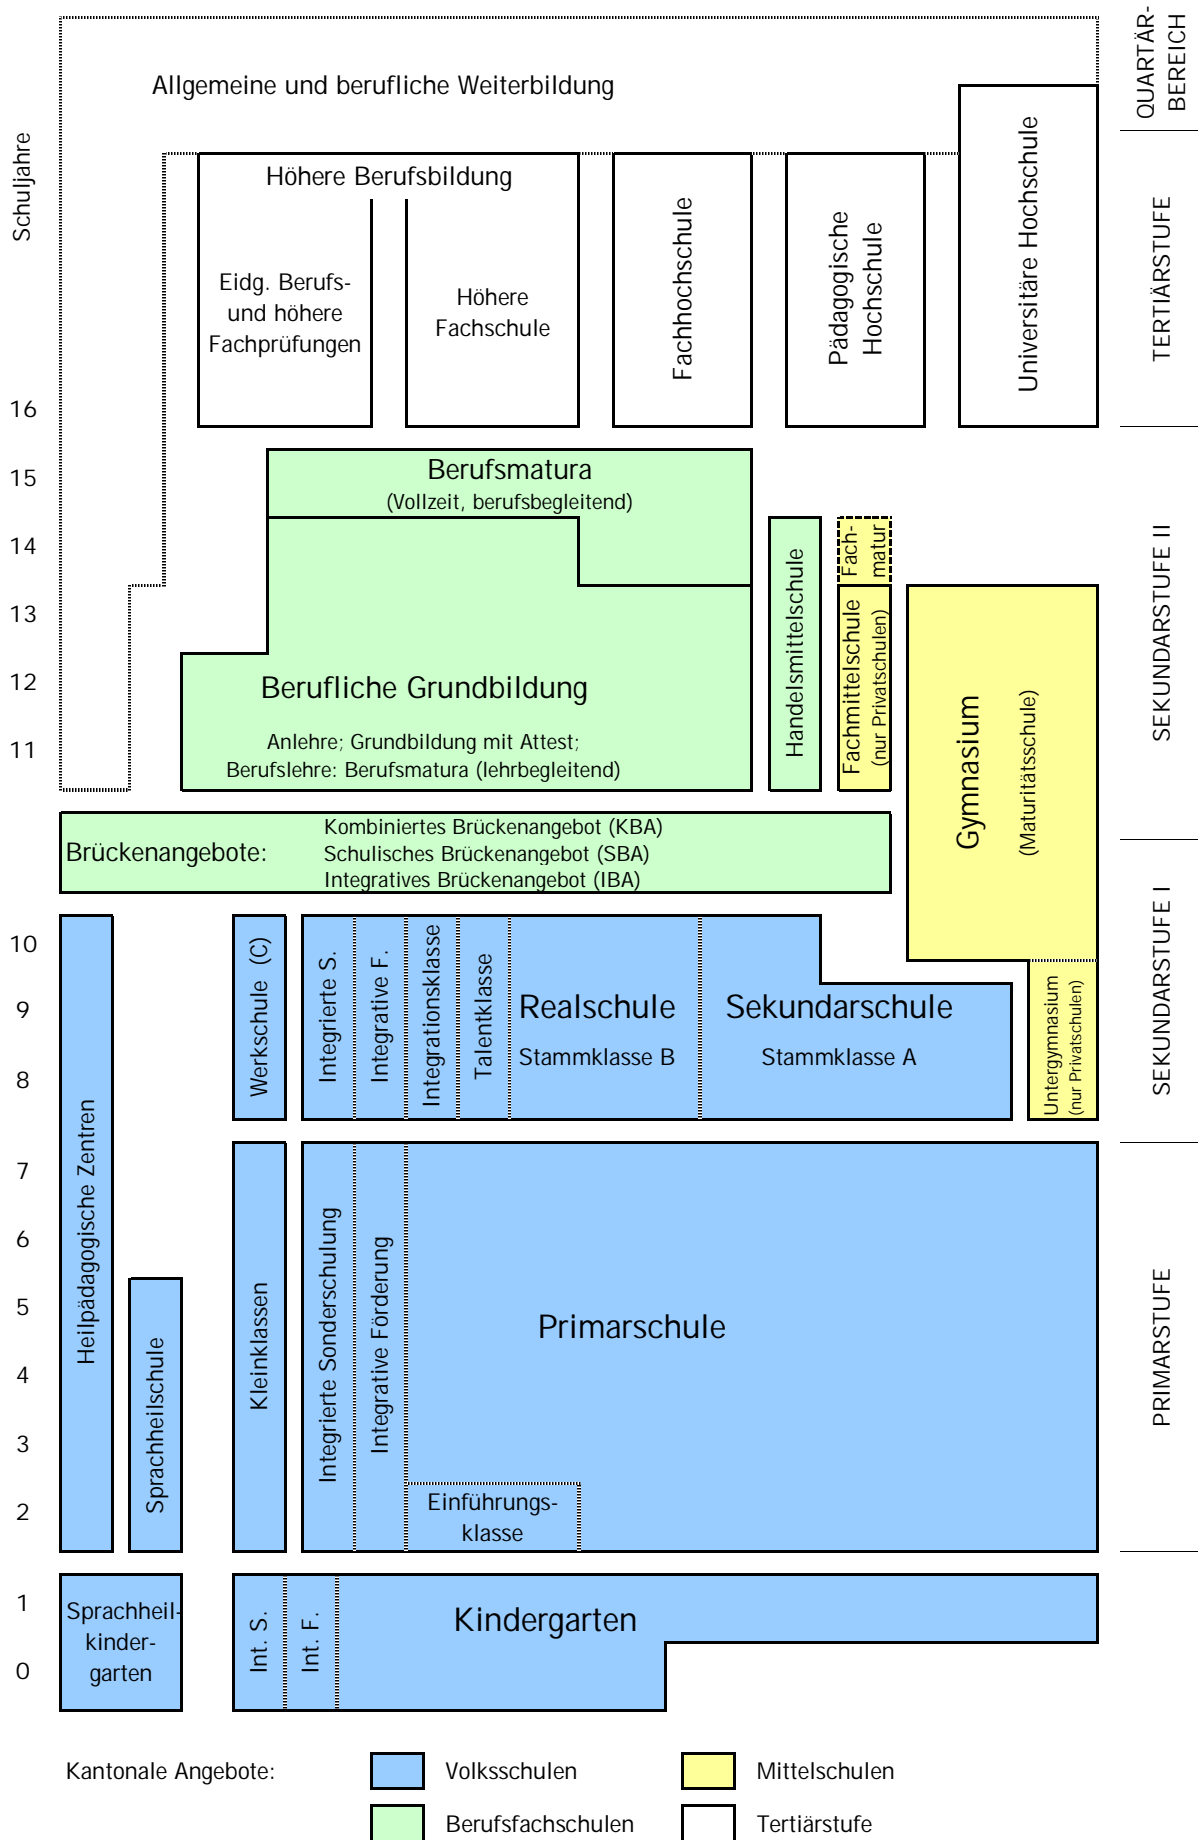 QUARTÄR-
BEREICH
Allgemeine und berufliche Weiterbildung
Schuljahre
TERTIÄRSTUFE
Höhere Berufsbildung
Eidg. Berufs-
und höhere
Fachprüfungen
Höhere
Fachschule
Fachhochschule
Pädagogische
Hochschule
Universitäre Hochschule
16
15
14
13
12
11
SEKUNDARSTUFE II
Berufsmatura
(Vollzeit, berufsbegleitend)
Berufliche Grundbildung
Anlehre; Grundbildung mit Attest;
Berufslehre: Berufsmatura (lehrbegleitend)
Handelsmittelschule
Fach-
matur
Fachmittelschule
(nur Privatschulen)
Gymnasium
(Maturitätsschule)
Brückenangebote:
Kombiniertes Brückenangebot (KBA)
Schulisches Brückenangebot (SBA)
Integratives Brückenangebot (IBA)
10
9
8
SEKUNDARSTUFE I
Heilpädagogische Zentren
Werkschule (C)
Integrierte S.
Integrative F.
Integrationsklasse
Talentklasse
Realschule
Stammklasse B
Sekundarschule
Stammklasse A
Untergymnasium
(nur Privatschulen)
7
6
5
4
3
2
PRIMARSTUFE
Sprachheilschule
Kleinklassen
Integrierte Sonderschulung
Integrative Förderung
Primarschule
Einführungs-
klasse
1
0
Sprachheil-
kinder-
garten
Int. S.
Int. F.
Kindergarten
Kantonale Angebote:
Volksschulen
Mittelschulen
Berufsfachschulen
Tertiärstufe